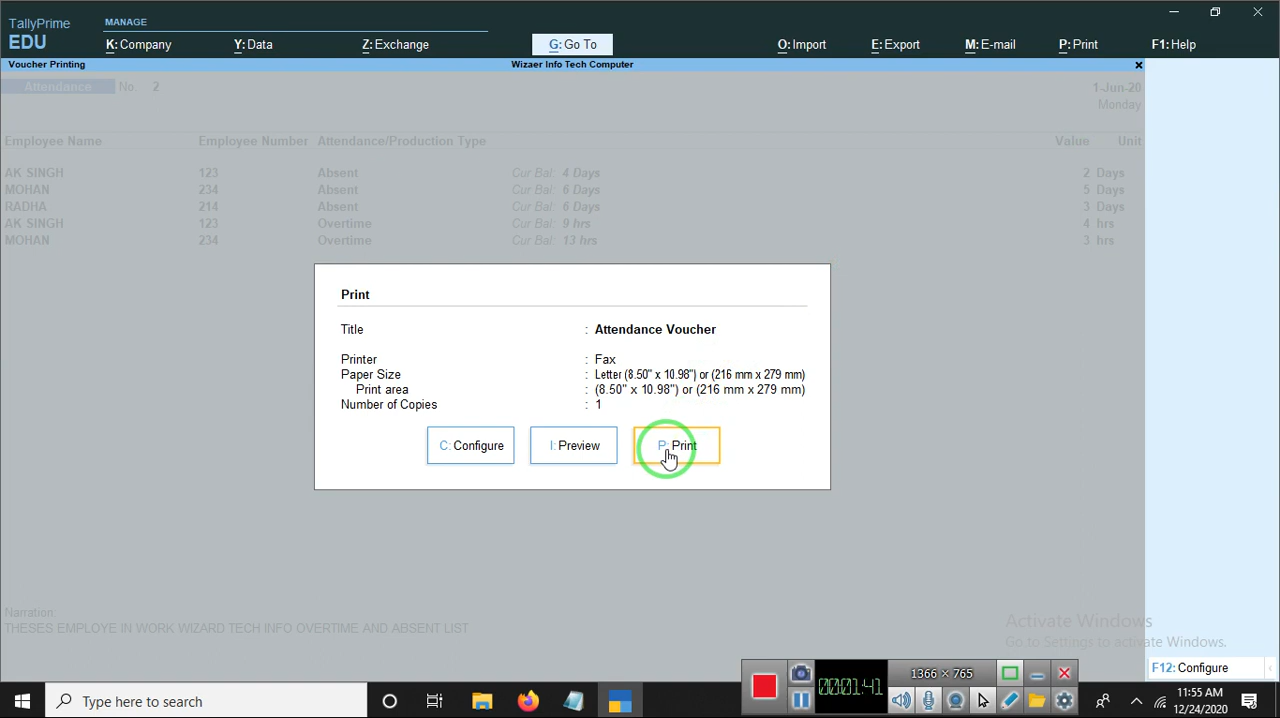 TallyPrime
EDU
MANAGE
K: Company
Y: Data
Z: Exchange
G: Go To
O: Import
E: Export
M: E-mail
P: Print
F1: Help
Voucher Printing
Wizaer Info Tech Computer
Attendance No. 2
1-Jun-20
Monday
Employee Name Employee Number Attendance/Production Type Value Unit
AK SINGH 123 Absent Cur Bal: 4 Days 2 Days
MOHAN 234 Absent Cur Bal: 6 Days 5 Days
RADHA 214 Absent Cur Bal: 6 Days 3 Days
AK SINGH 123 Overtime Cur Bal: 9 hrs 4 hrs
MOHAN 234 Overtime Cur Bal: 13 hrs 3 hrs
Print
Title : Attendance Voucher
Printer : Fax
Paper Size : Letter (8.50" x 10.98") or (216 mm x 279 mm)
Print area : (8.50" x 10.98") or (216 mm x 279 mm)
Number of Copies : 1
C: Configure
I: Preview
P: Print
Narration:
THESES EMPLOYE IN WORK WIZARD TECH INFO OVERTIME AND ABSENT LIST
Activate Windows
Go to Settings to activate Windows.
F12: Configure
1366 × 765
000:1:41
Type here to search
11:55 AM
12/24/2020